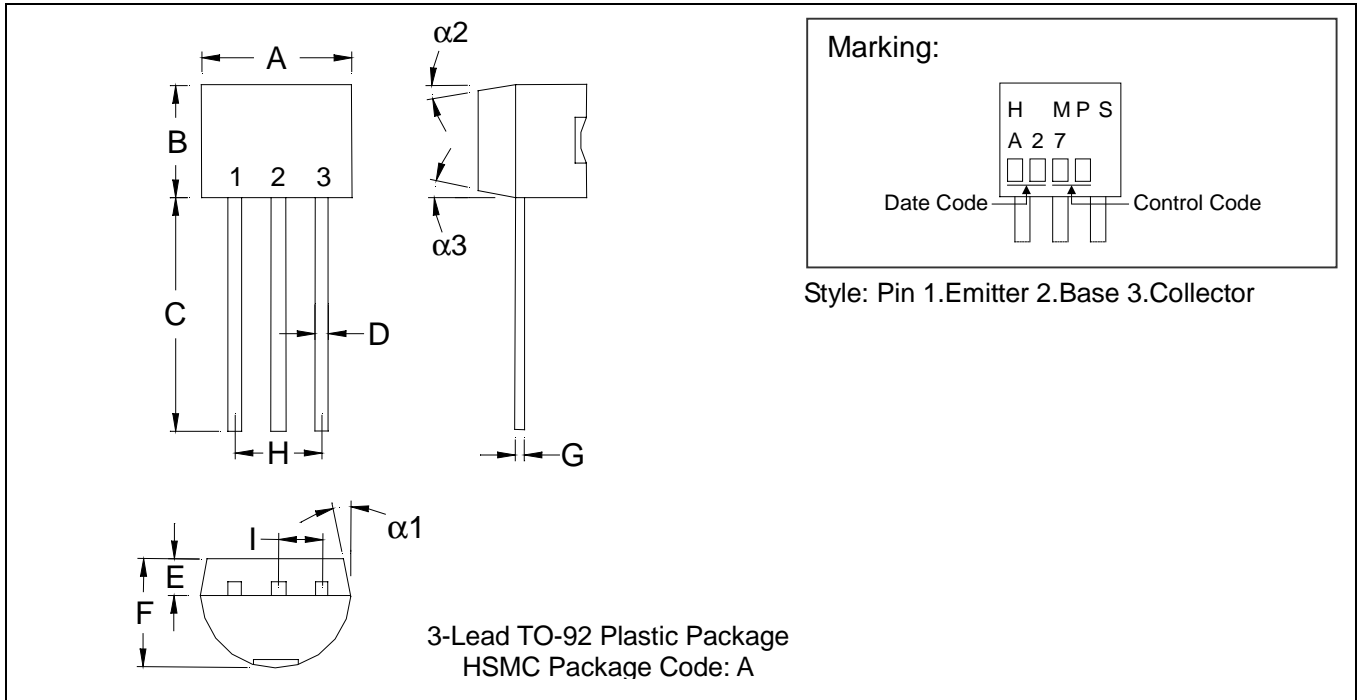 α2
A
B
1 2 3
α3
C
D
H
G
α1
I
E
F
3-Lead TO-92 Plastic Package
HSMC Package Code: A
Marking:
H MPS
A 2 7
Date Code
Control Code
Style: Pin 1.Emitter 2.Base 3.Collector